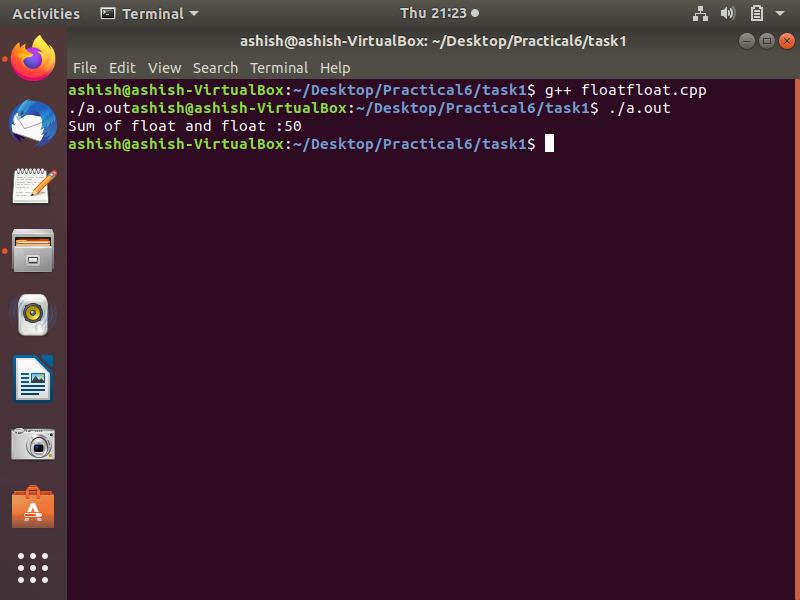 Activities Terminal Thu 21:23
ashish@ashish-VirtualBox: ~/Desktop/Practical6/task1
File Edit View Search Terminal Help
ashish@ashish-VirtualBox:~/Desktop/Practical6/task1$ g++ floatfloat.cpp
./a.outashish@ashish-VirtualBox:~/Desktop/Practical6/task1$ ./a.out
Sum of float and float :50
ashish@ashish-VirtualBox:~/Desktop/Practical6/task1$